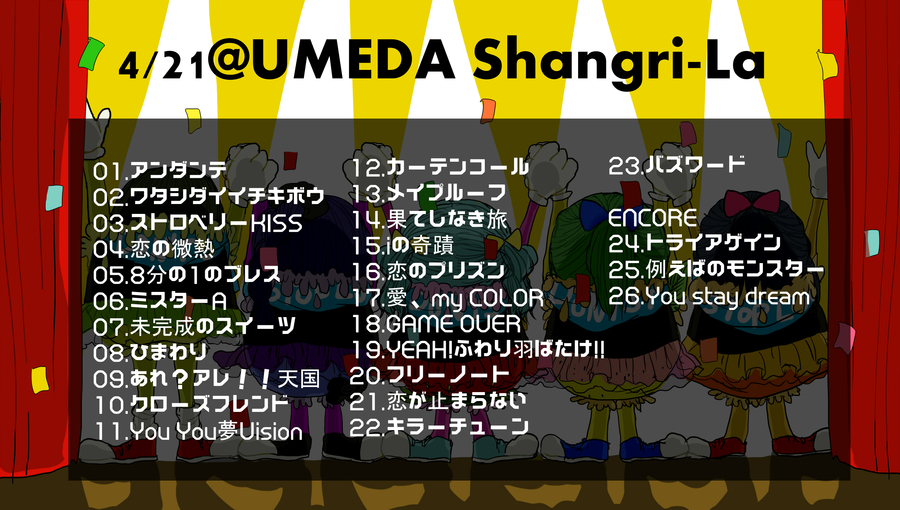 4/21@UMEDA Shangri-La
01.アンダンテ
02.ワタシダイイチキボウ
03.ストロベリーKISS
04.恋の微熱
05.8分の1のブレス
06.ミスターA
07.未完成のスイーツ
08.ひまわり
09.あれ?アレ!!天国
10.クローズフレンド
11.You You夢Vision
12.カーテンコール
13.メイプルーフ
14.果てしなき旅
15.iの奇蹟
16.恋のプリズン
17.愛、my COLOR
18.GAME OVER
19.YEAH!ふわり羽ばたけ!!
20.フリーノート
21.恋が止まらない
22.キラーチューン
23.バズワード
ENCORE
24.トライアゲイン
25.例えばのモンスター
26.You stay dream